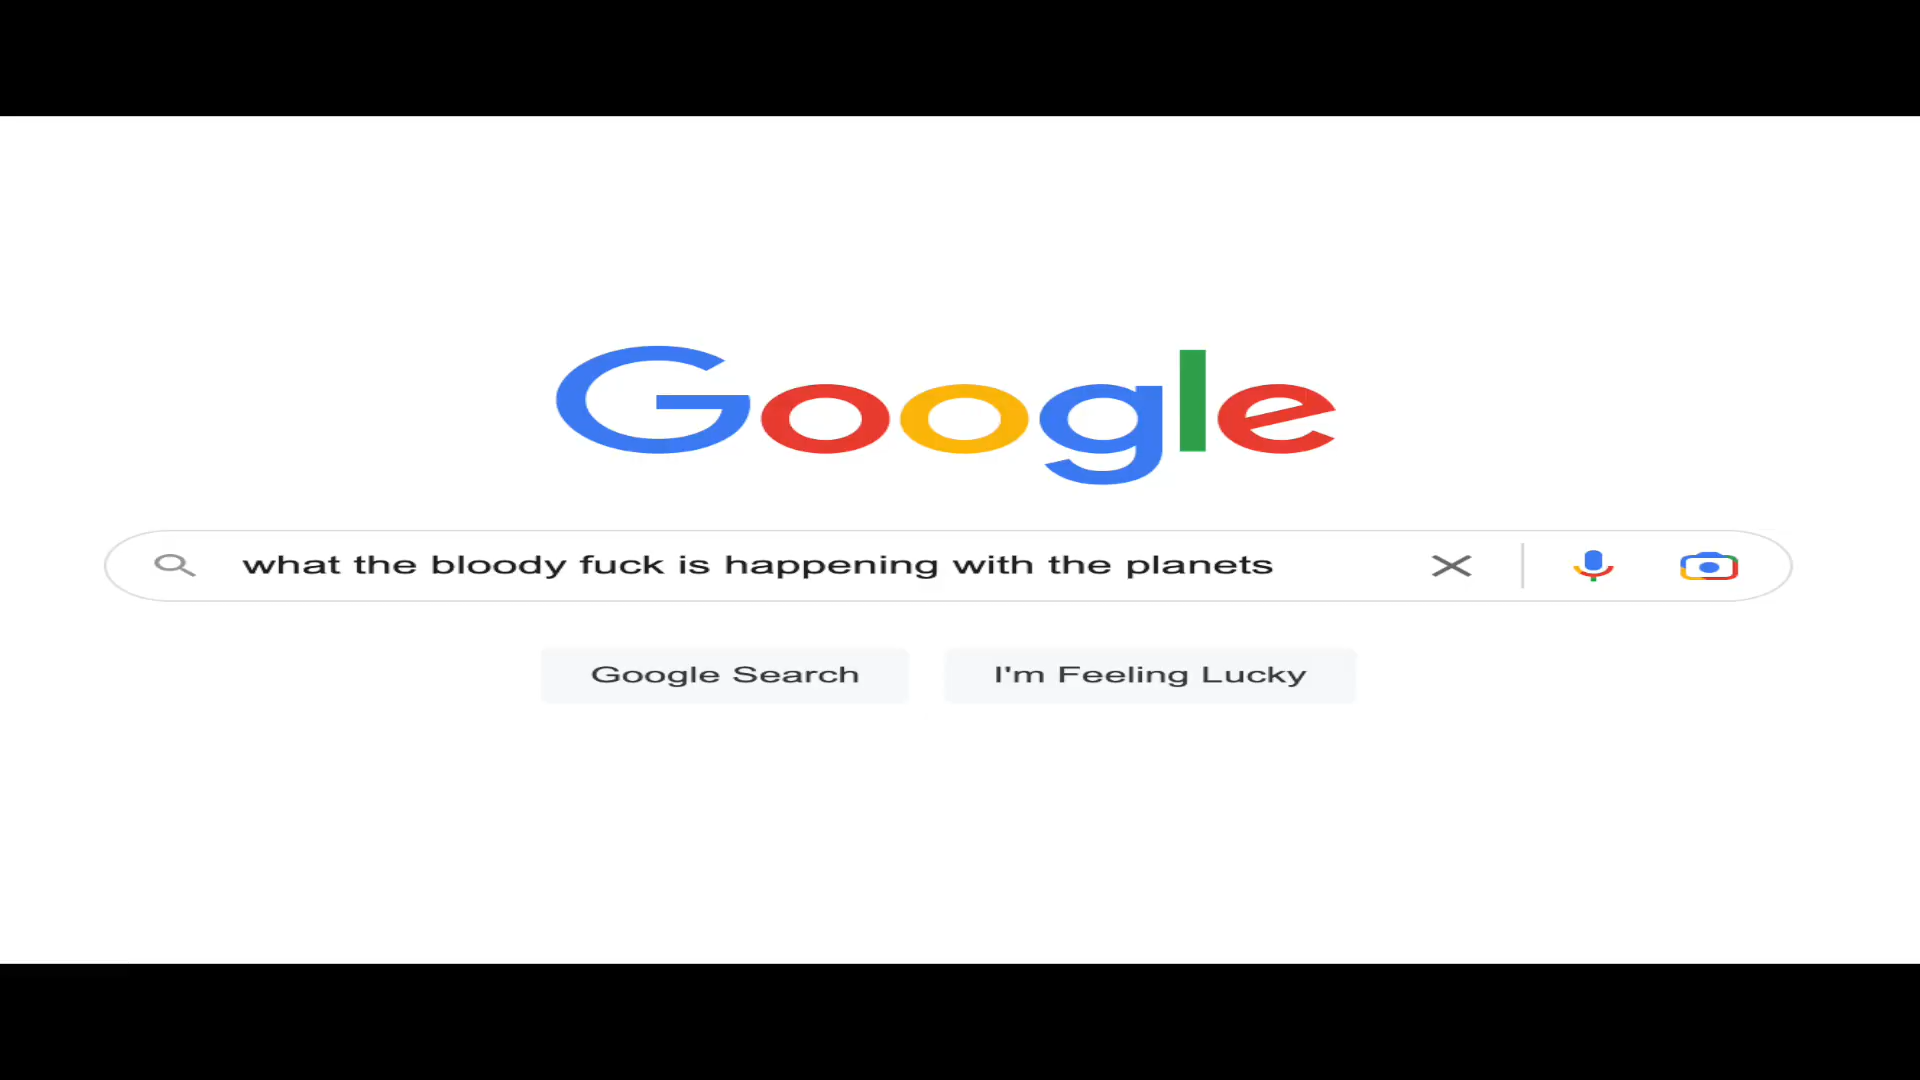 Google
what the bloody fuck is happening with the planets
Google Search
I'm Feeling Lucky